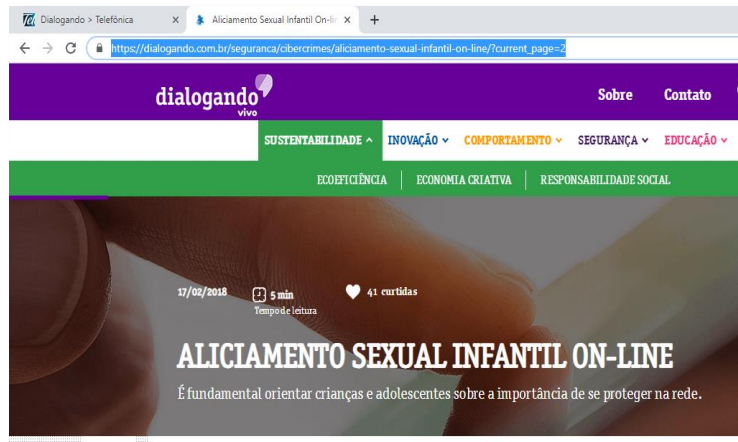 Dialogando > Telefônica
Aliciamento Sexual Infantil On-li
https://dialogando.com.br/seguranca/cibercrimes/aliciamento-sexual-infantil-on-line/?current_page=2
dialogando
vivo
Sobre Contato
SUSTENTABILIDADE INOVAÇÃO COMPORTAMENTO SEGURANÇA EDUCAÇÃO
ECOEFICIÊNCIA ECONOMIA CRIATIVA RESPONSABILIDADE SOCIAL
17/02/2018 5 min 41 curtidas
Tempo de leitura
ALICIAMENTO SEXUAL INFANTIL ON-LINE
É fundamental orientar crianças e adolescentes sobre a importância de se proteger na rede.